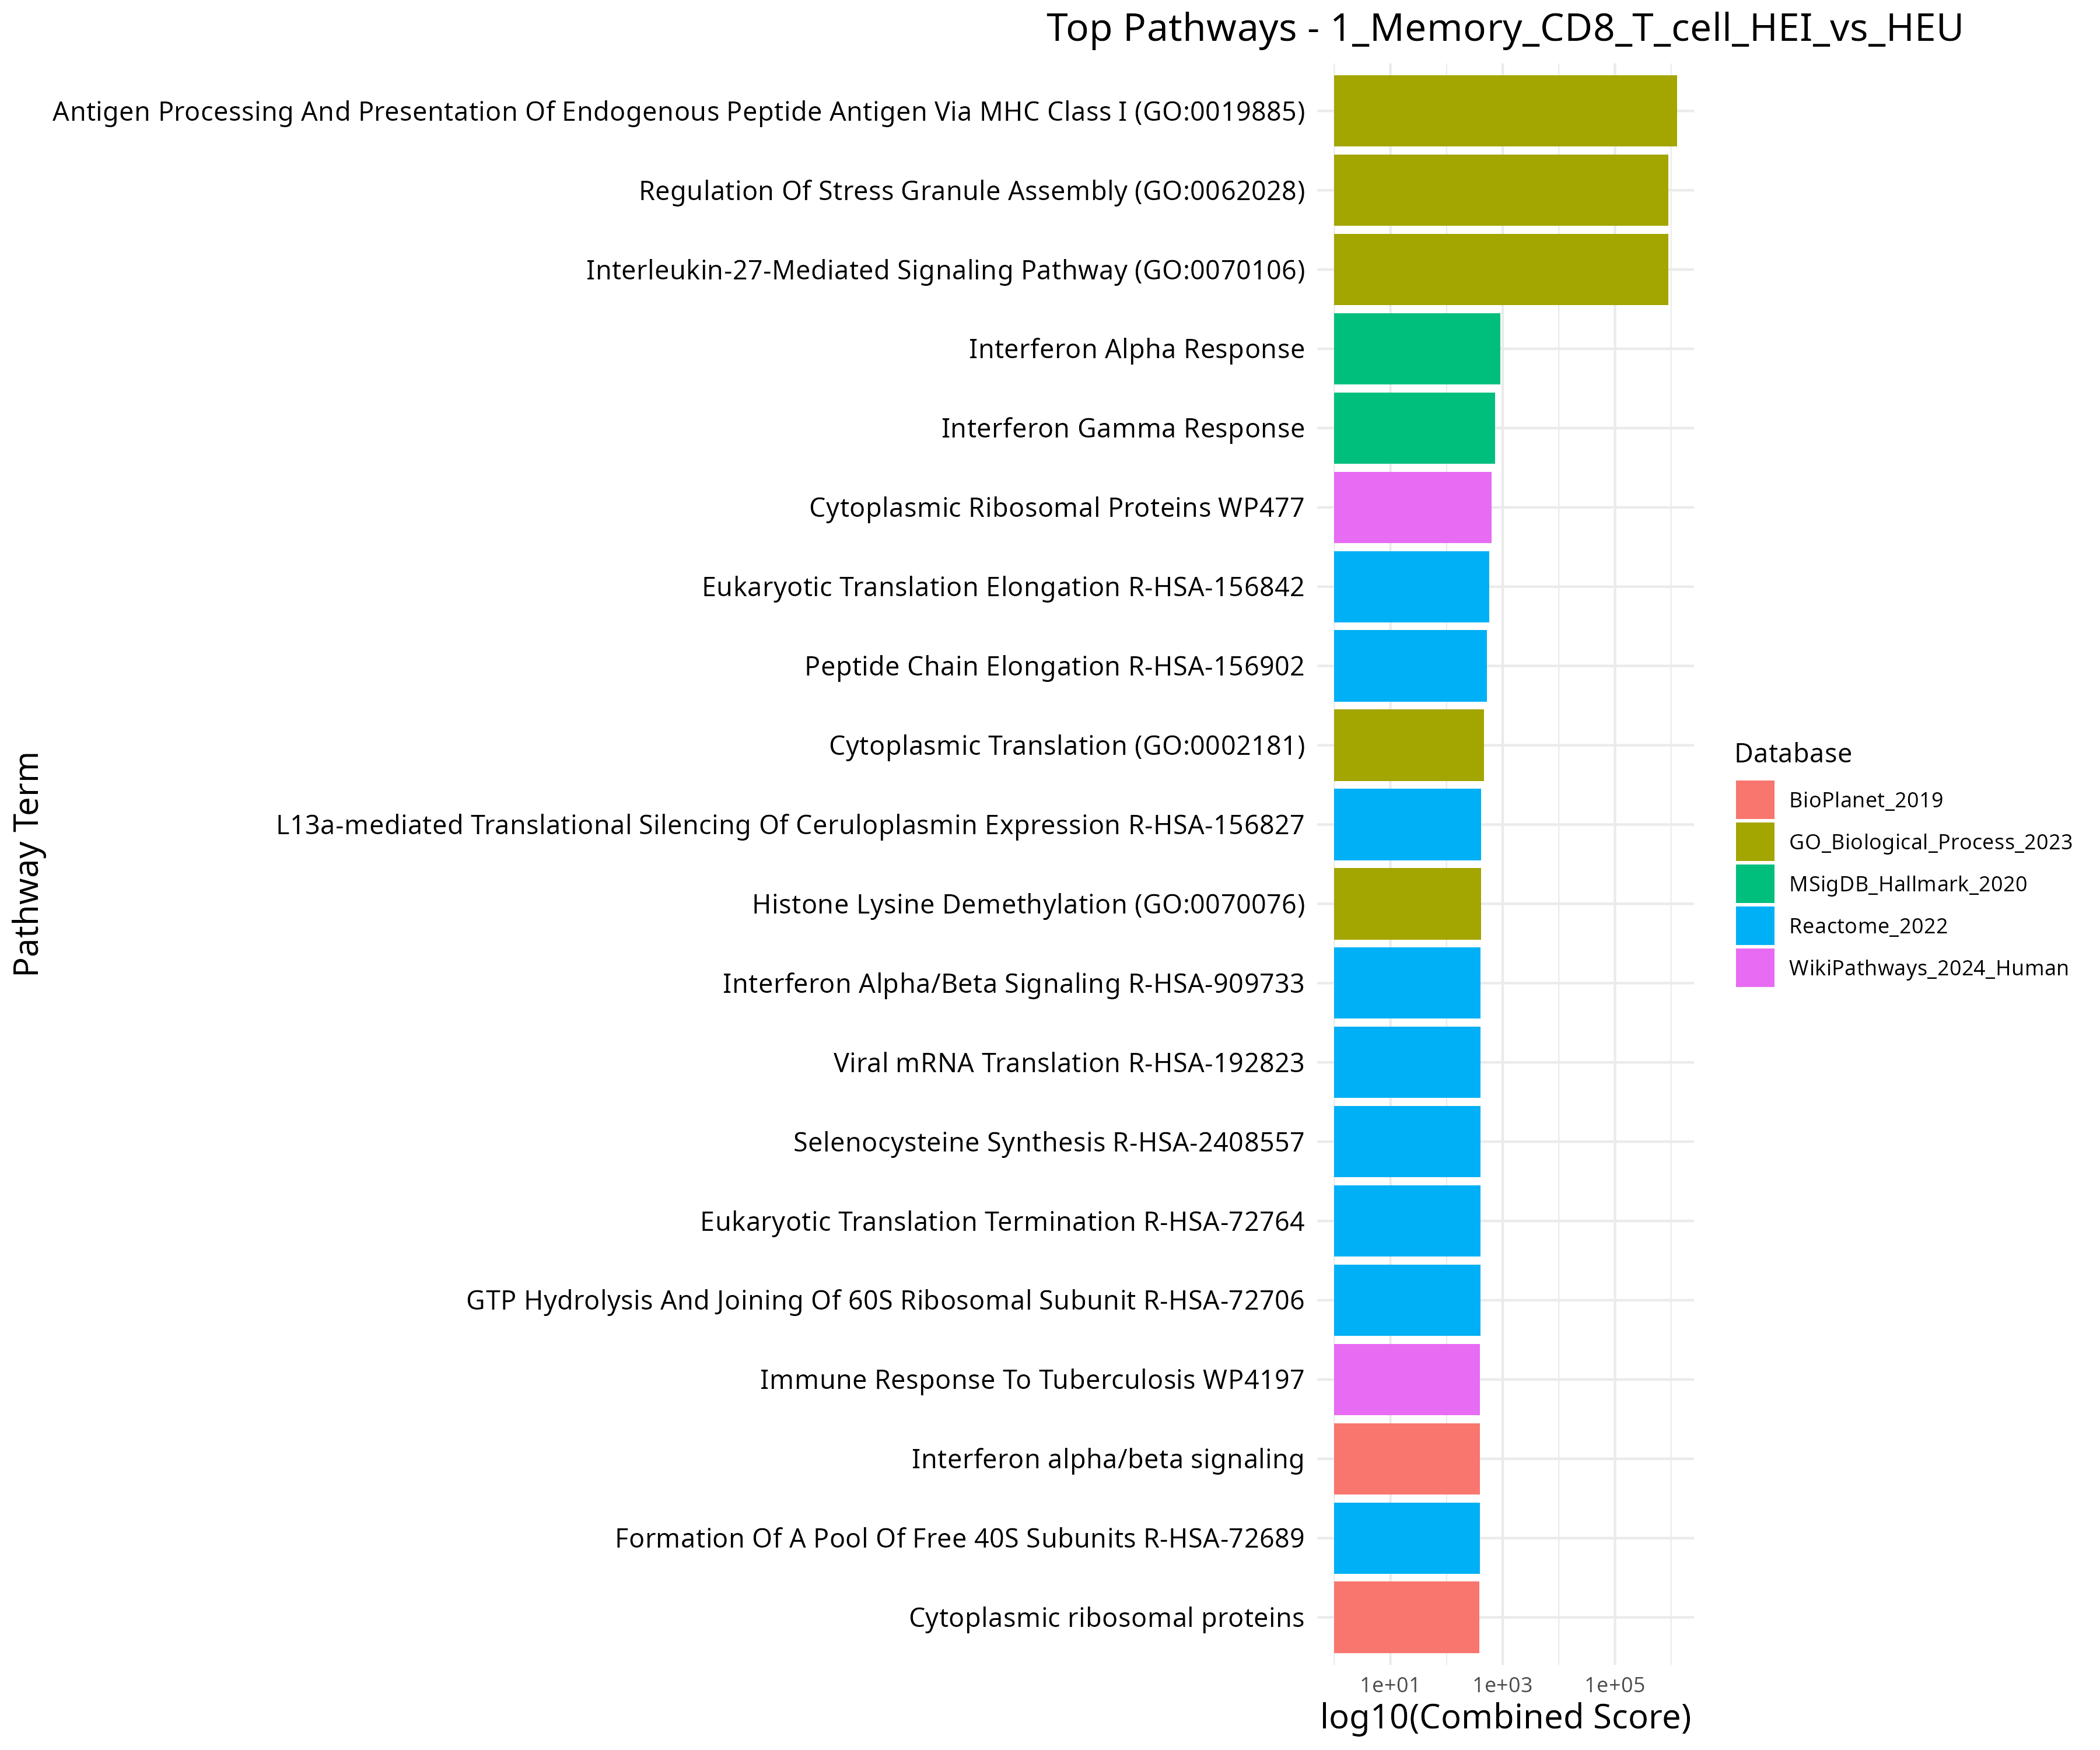 Top Pathways - 1_Memory_CD8_T_cell_HEI_vs_HEU
Pathway Term
Antigen Processing And Presentation Of Endogenous Peptide Antigen Via MHC Class I (GO:0019885)
Regulation Of Stress Granule Assembly (GO:0062028)
Interleukin-27-Mediated Signaling Pathway (GO:0070106)
Interferon Alpha Response
Interferon Gamma Response
Cytoplasmic Ribosomal Proteins WP477
Eukaryotic Translation Elongation R-HSA-156842
Peptide Chain Elongation R-HSA-156902
Cytoplasmic Translation (GO:0002181)
L13a-mediated Translational Silencing Of Ceruloplasmin Expression R-HSA-156827
Histone Lysine Demethylation (GO:0070076)
Interferon Alpha/Beta Signaling R-HSA-909733
Viral mRNA Translation R-HSA-192823
Selenocysteine Synthesis R-HSA-2408557
Eukaryotic Translation Termination R-HSA-72764
GTP Hydrolysis And Joining Of 60S Ribosomal Subunit R-HSA-72706
Immune Response To Tuberculosis WP4197
Interferon alpha/beta signaling
Formation Of A Pool Of Free 40S Subunits R-HSA-72689
Cytoplasmic ribosomal proteins
1e+01 1e+03 1e+05
log10(Combined Score)
Database
BioPlanet_2019
GO_Biological_Process_2023
MSigDB_Hallmark_2020
Reactome_2022
WikiPathways_2024_Human